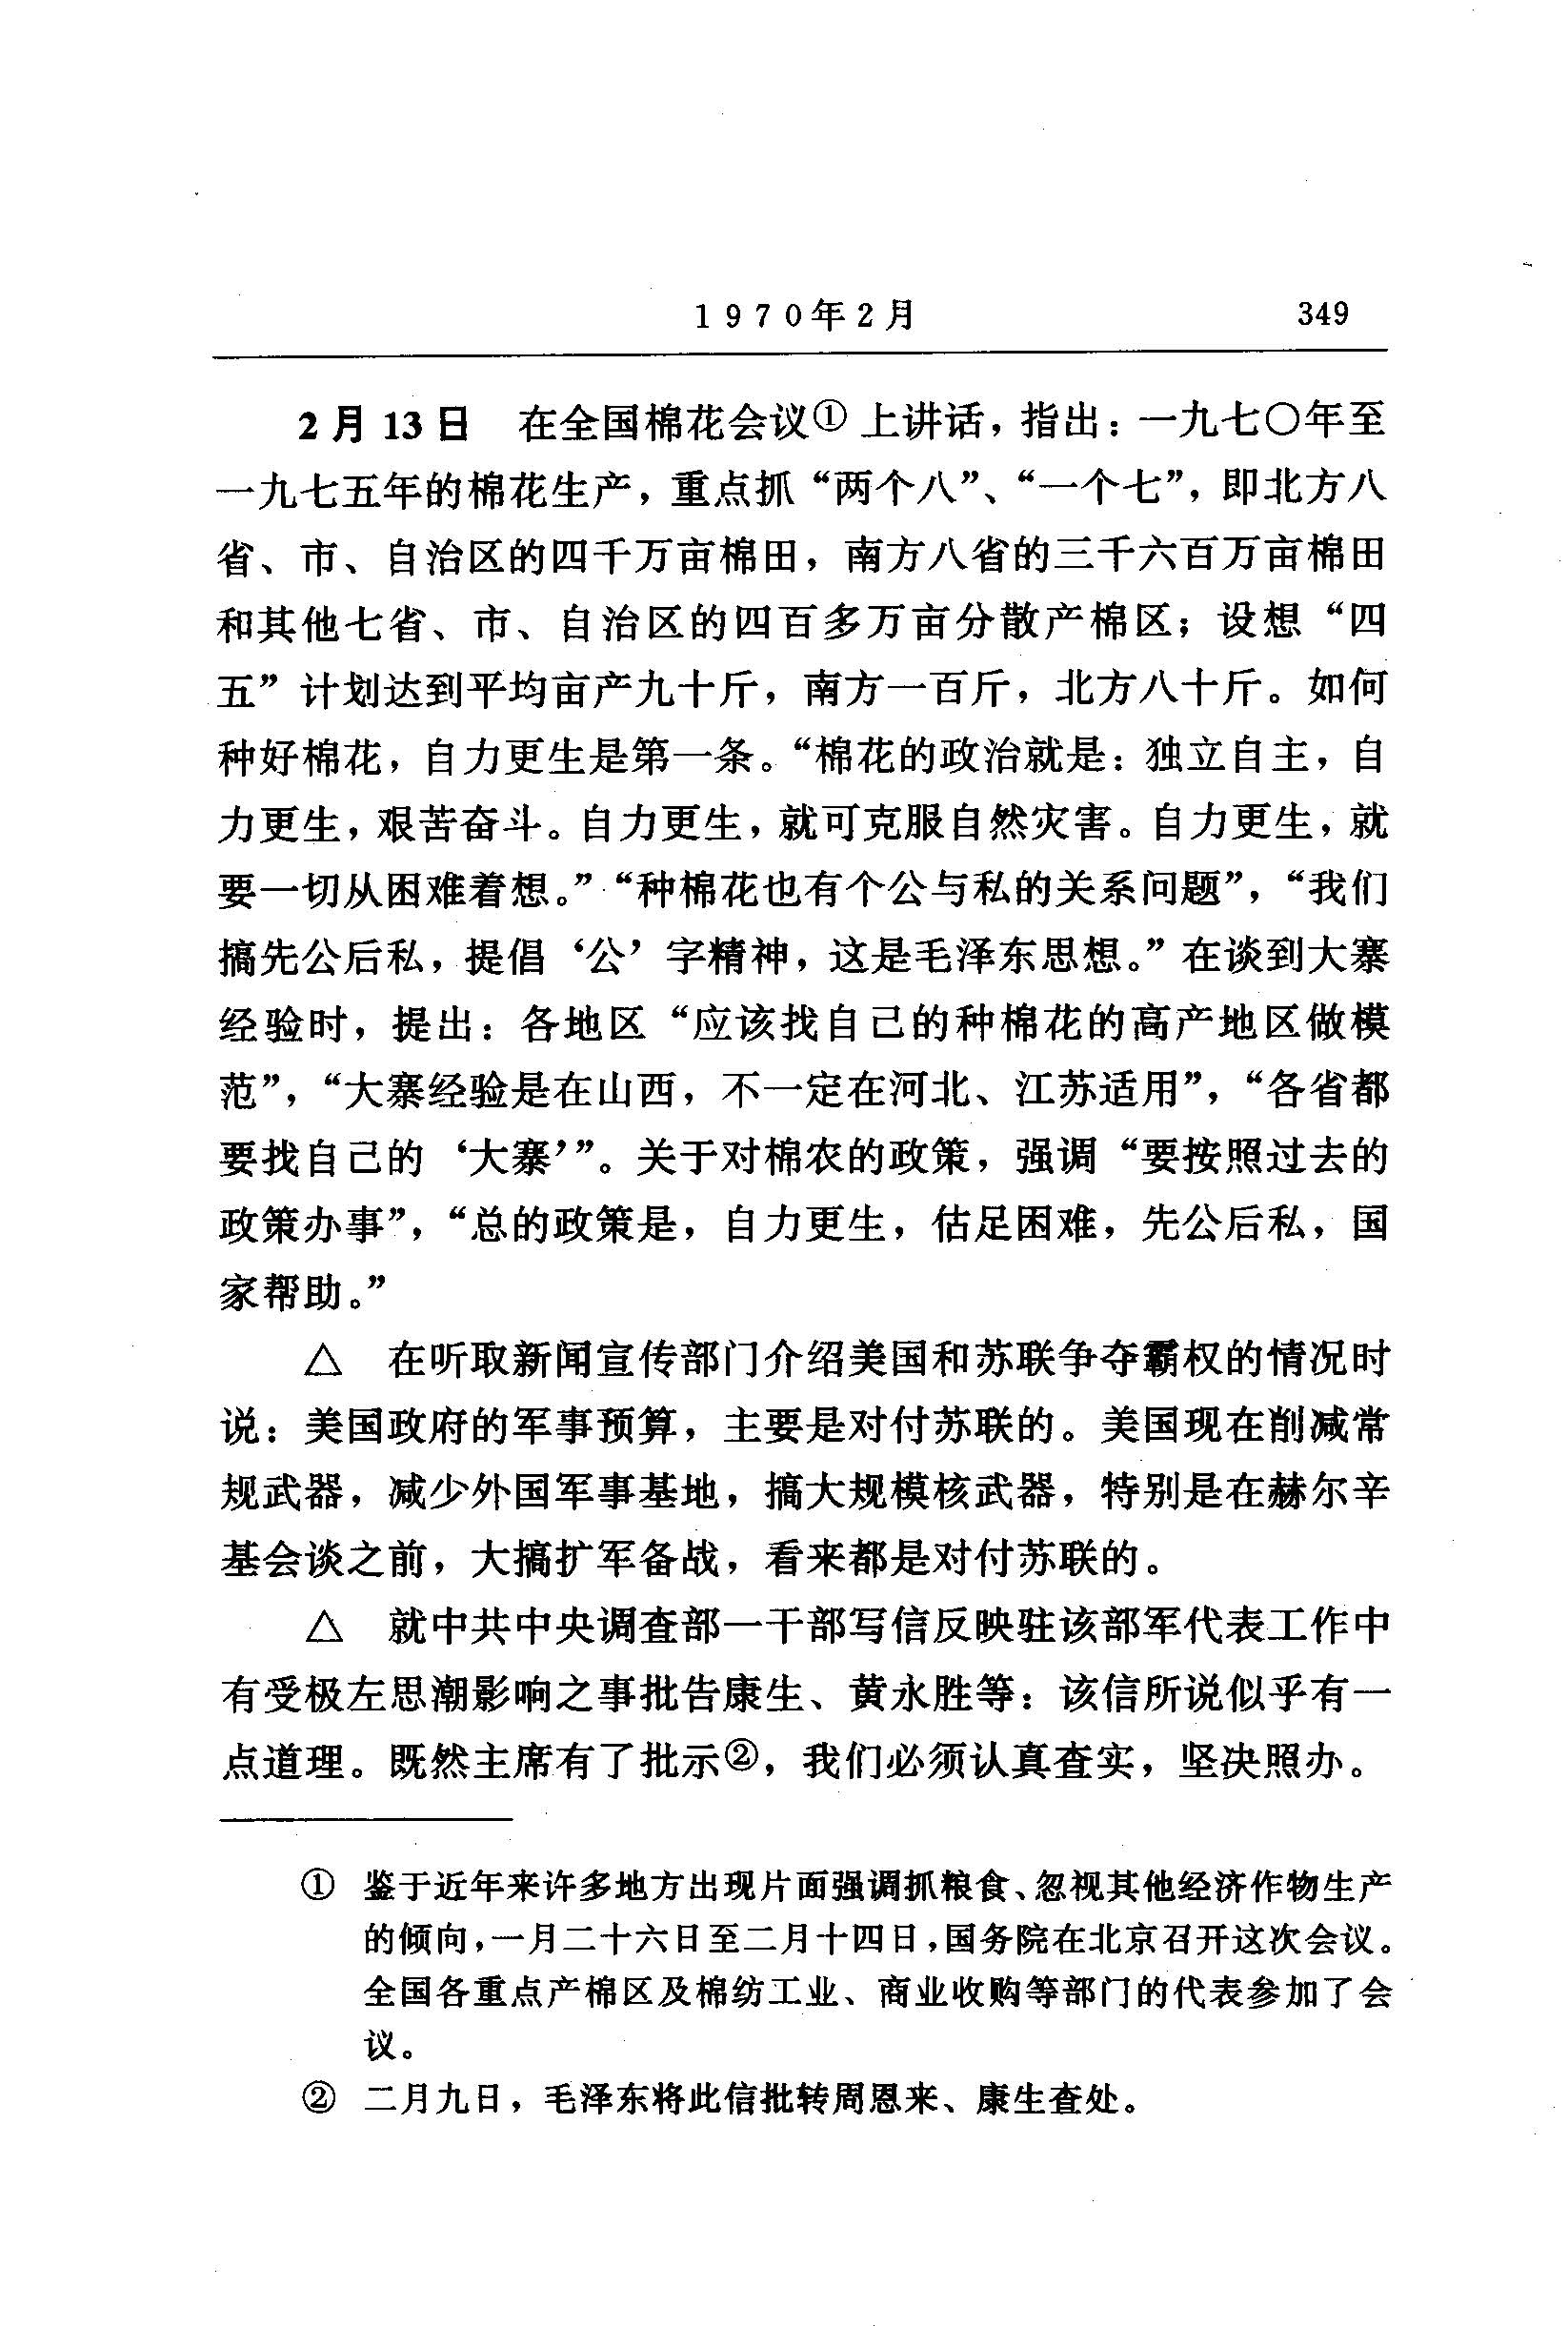 1970年2月 349
2月13日 在全国棉花会议① 上讲话，指出：一九七〇年至
一九七五年的棉花生产，重点抓“两个八”、“一个七”，即北方八
省、市、自治区的四千万亩棉田，南方八省的三千六百万亩棉田
和其他七省、市、自治区的四百多万亩分散产棉区；设想“四
五”计划达到平均亩产九十斤，南方一百斤，北方八十斤。如何
种好棉花，自力更生是第一条。“棉花的政治就是：独立自主，自
力更生，艰苦奋斗。自力更生，就可克服自然灾害。自力更生，就
要一切从困难着想。”“种棉花也有个公与私的关系问题”，“我们
搞先公后私，提倡‘公’字精神，这是毛泽东思想。”在谈到大寨
经验时，提出：各地区“应该找自己的种棉花的高产地区做模
范”，“大寨经验是在山西，不一定在河北、江苏适用”，“各省都
要找自己的‘大寨’”。关于对棉农的政策，强调“要按照过去的
政策办事”，“总的政策是，自力更生，估足困难，先公后私，国
家帮助。”
△ 在听取新闻宣传部门介绍美国和苏联争夺霸权的情况时
说：美国政府的军事预算，主要是对付苏联的。美国现在削减常
规武器，减少外国军事基地，搞大规模核武器，特别是在赫尔辛
基会谈之前，大搞扩军备战，看来都是对付苏联的。
△ 就中共中央调查部一干部写信反映驻该部军代表工作中
有受极左思潮影响之事批告康生、黄永胜等：该信所说似乎有一
点道理。既然主席有了批示②，我们必须认真查实，坚决照办。
① 鉴于近年来许多地方出现片面强调抓粮食、忽视其他经济作物生产
的倾向，一月二十六日至二月十四日，国务院在北京召开这次会议。
全国各重点产棉区及棉纺工业、商业收购等部门的代表参加了会
议。
② 二月九日，毛泽东将此信批转周恩来、康生查处。